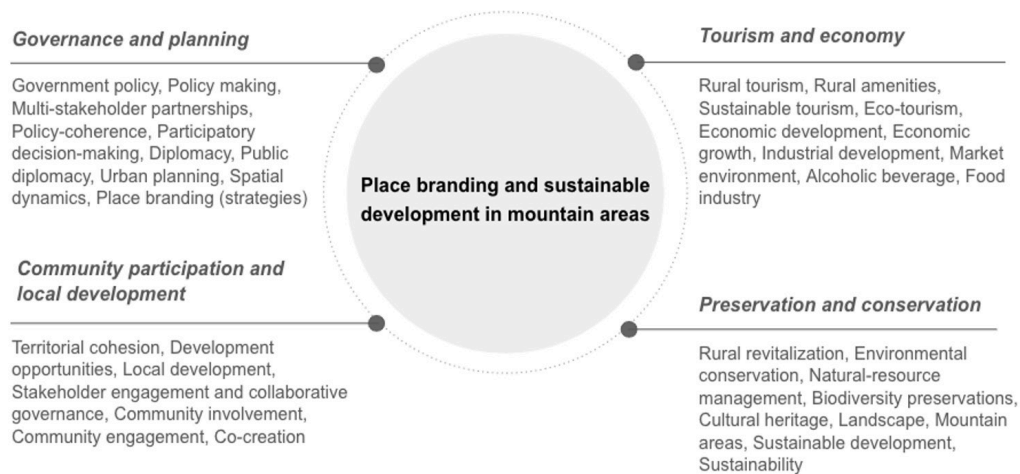 Governance and planning
Government policy, Policy making,
Multi-stakeholder partnerships,
Policy-coherence, Participatory
decision-making, Diplomacy, Public
diplomacy, Urban planning, Spatial
dynamics, Place branding (strategies)
Tourism and economy
Rural tourism, Rural amenities,
Sustainable tourism, Eco-tourism,
Economic development, Economic
growth, Industrial development, Market
environment, Alcoholic beverage, Food
industry
Place branding and sustainable
development in mountain areas
Community participation and
local development
Territorial cohesion, Development
opportunities, Local development,
Stakeholder engagement and collaborative
governance, Community involvement,
Community engagement, Co-creation
Preservation and conservation
Rural revitalization, Environmental
conservation, Natural-resource
management, Biodiversity preservations,
Cultural heritage, Landscape, Mountain
areas, Sustainable development,
Sustainability